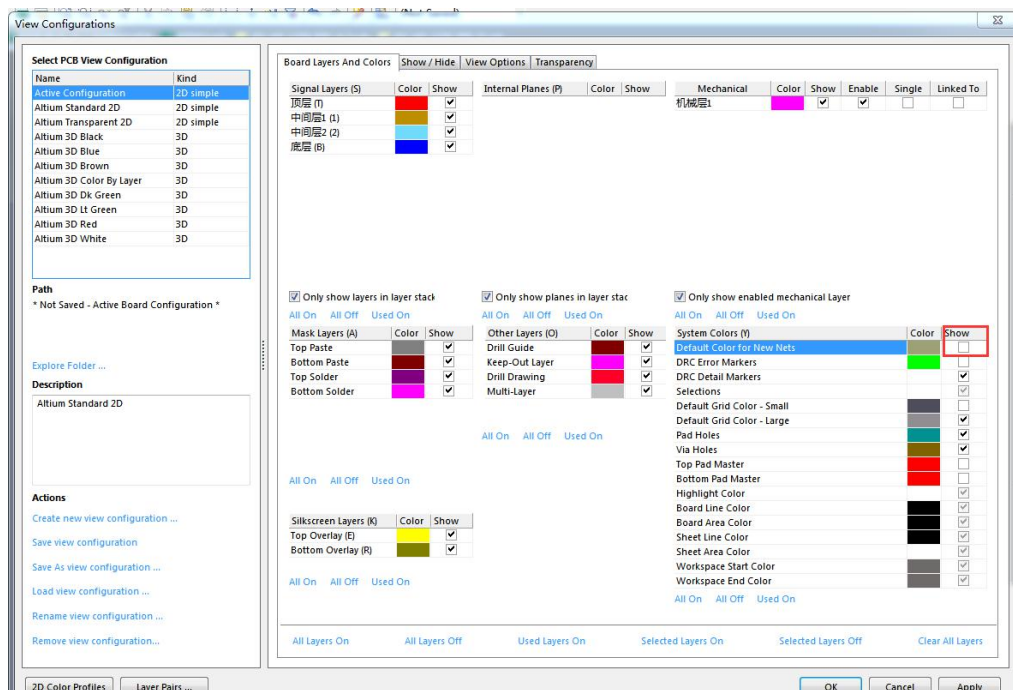 (Not Saved)
View Configurations
Select PCB View Configuration
Name Kind
Active Configuration 2D simple
Altium Standard 2D 2D simple
Altium Transparent 2D 2D simple
Altium 3D Black 3D
Altium 3D Blue 3D
Altium 3D Brown 3D
Altium 3D Color By Layer 3D
Altium 3D Dk Green 3D
Altium 3D Lt Green 3D
Altium 3D Red 3D
Altium 3D White 3D
Path
* Not Saved - Active Board Configuration *
Explore Folder ...
Description
Altium Standard 2D
Actions
Create new view configuration ...
Save view configuration
Save As view configuration ...
Load view configuration ...
Rename view configuration ...
Remove view configuration...
2D Color Profiles Layer Pairs ...
Board Layers And Colors Show / Hide View Options Transparency
Signal Layers (S) Color Show
顶层 (T)
中间层1 (1)
中间层2 (2)
底层 (B)
Only show layers in layer stack
All On All Off Used On
Internal Planes (P) Color Show
Only show planes in layer stac
All On All Off Used On
Mechanical Color Show Enable Single Linked To
机械层1
Only show enabled mechanical Layer
All On All Off Used On
Mask Layers (A) Color Show
Top Paste
Bottom Paste
Top Solder
Bottom Solder
All On All Off Used On
Other Layers (O) Color Show
Drill Guide
Keep-Out Layer
Drill Drawing
Multi-Layer
All On All Off Used On
System Colors (Y) Color Show
Default Color for New Nets
DRC Error Markers
DRC Detail Markers
Selections
Default Grid Color - Small
Default Grid Color - Large
Pad Holes
Via Holes
Top Pad Master
Bottom Pad Master
Highlight Color
Board Line Color
Board Area Color
Sheet Line Color
Sheet Area Color
Workspace Start Color
Workspace End Color
All On All Off Used On
Silkscreen Layers (K) Color Show
Top Overlay (E)
Bottom Overlay (R)
All On All Off Used On
All Layers On All Layers Off Used Layers On Selected Layers On Selected Layers Off Clear All Layers
OK Cancel Apply